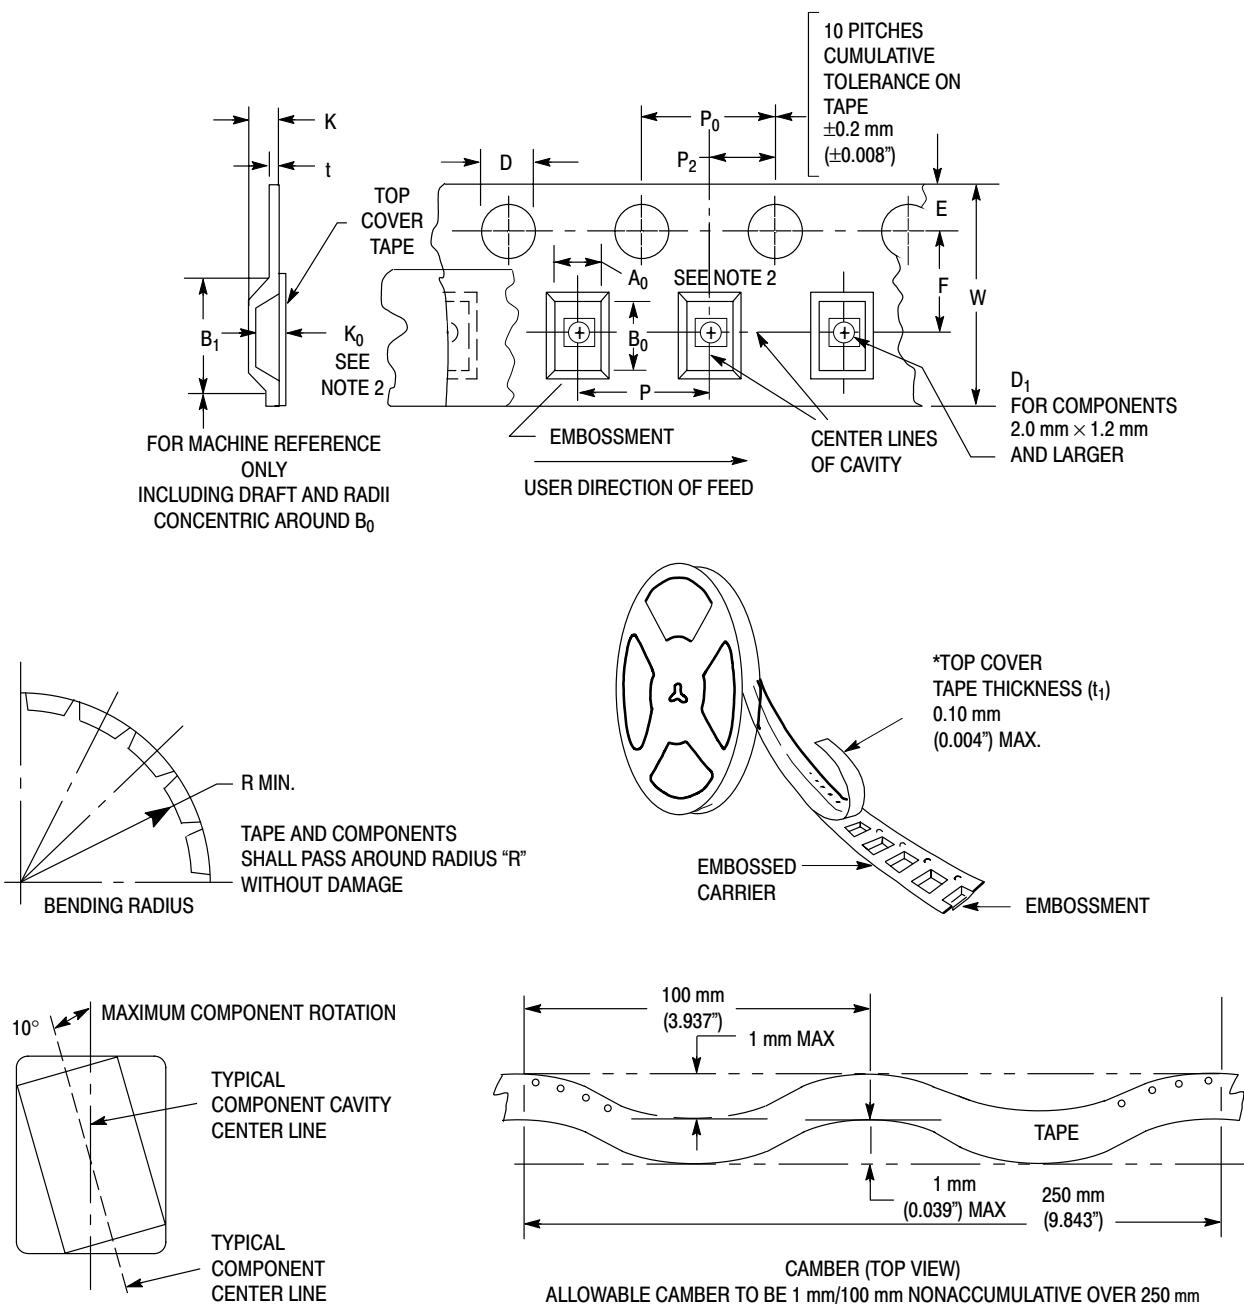 10 PITCHES
CUMULATIVE
TOLERANCE ON
TAPE
±0.2 mm
(±0.008”)
K
t
P0
P2
D
E
TOP
COVER
TAPE
A0
SEE NOTE 2
F
W
B1
K0
SEE
NOTE 2
B0
P
D1
FOR COMPONENTS
2.0 mm × 1.2 mm
AND LARGER
FOR MACHINE REFERENCE
ONLY
INCLUDING DRAFT AND RADII
CONCENTRIC AROUND B0
EMBOSSMENT
CENTER LINES
OF CAVITY
USER DIRECTION OF FEED
*TOP COVER
TAPE THICKNESS (t1)
0.10 mm
(0.004”) MAX.
R MIN.
TAPE AND COMPONENTS
SHALL PASS AROUND RADIUS “R”
WITHOUT DAMAGE
BENDING RADIUS
EMBOSSED
CARRIER
EMBOSSMENT
10°
MAXIMUM COMPONENT ROTATION
TYPICAL
COMPONENT CAVITY
CENTER LINE
TYPICAL
COMPONENT
CENTER LINE
100 mm
(3.937”)
1 mm MAX
TAPE
1 mm
(0.039”) MAX
250 mm
(9.843”)
CAMBER (TOP VIEW)
ALLOWABLE CAMBER TO BE 1 mm/100 mm NONACCUMULATIVE OVER 250 mm